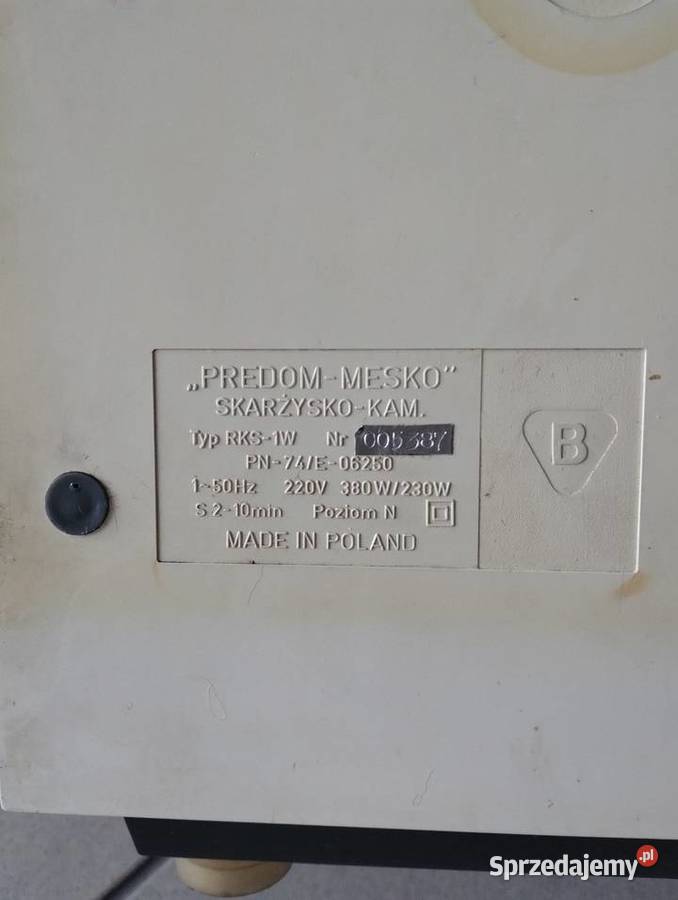 „PREDOM-MESKO”
SKARŻYSKO-KAM.
Typ RKS-1W Nr 005387
PN-74/E-06250
1~50Hz 220V 380W/230W
S2-10min Poziom N
MADE IN POLAND
B
Sprzedajemy.pl